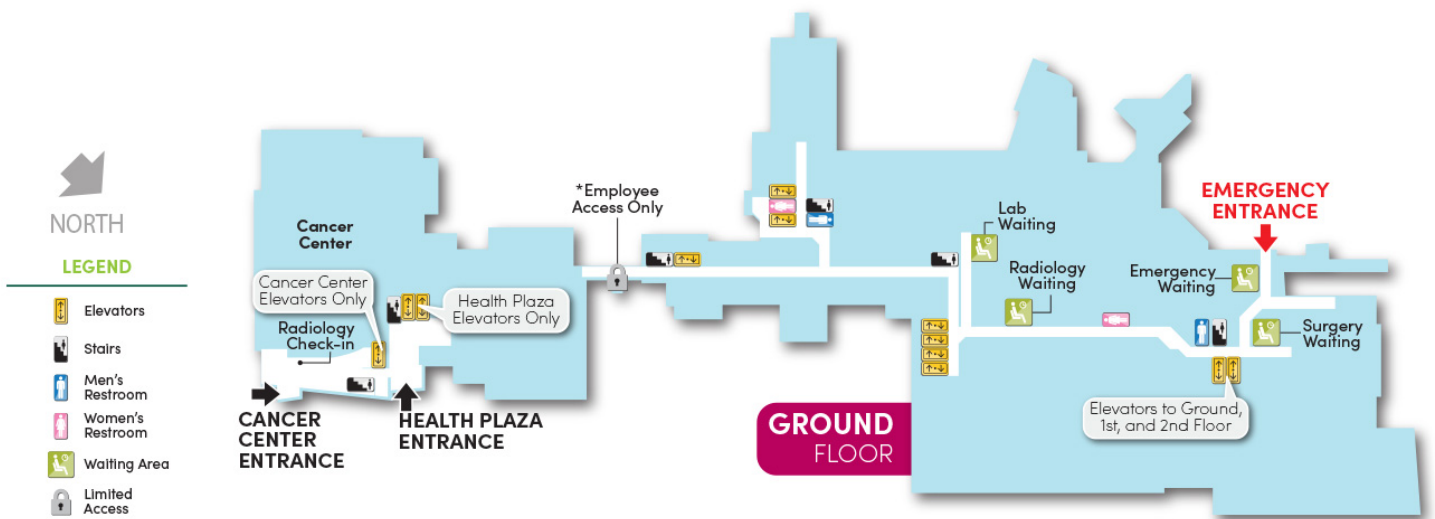 NORTH
LEGEND
Elevators
Stairs
Men's
Restroom
Women's
Restroom
Waiting Area
Limited
Access
Cancer
Center
Cancer Center
Elevators Only
Health Plaza
Elevators Only
Radiology
Check-in
CANCER
CENTER
ENTRANCE
HEALTH PLAZA
ENTRANCE
*Employee
Access Only
Lab
Waiting
Radiology
Waiting
Emergency
Waiting
EMERGENCY
ENTRANCE
Surgery
Waiting
Elevators to Ground,
1st, and 2nd Floor
GROUND
FLOOR